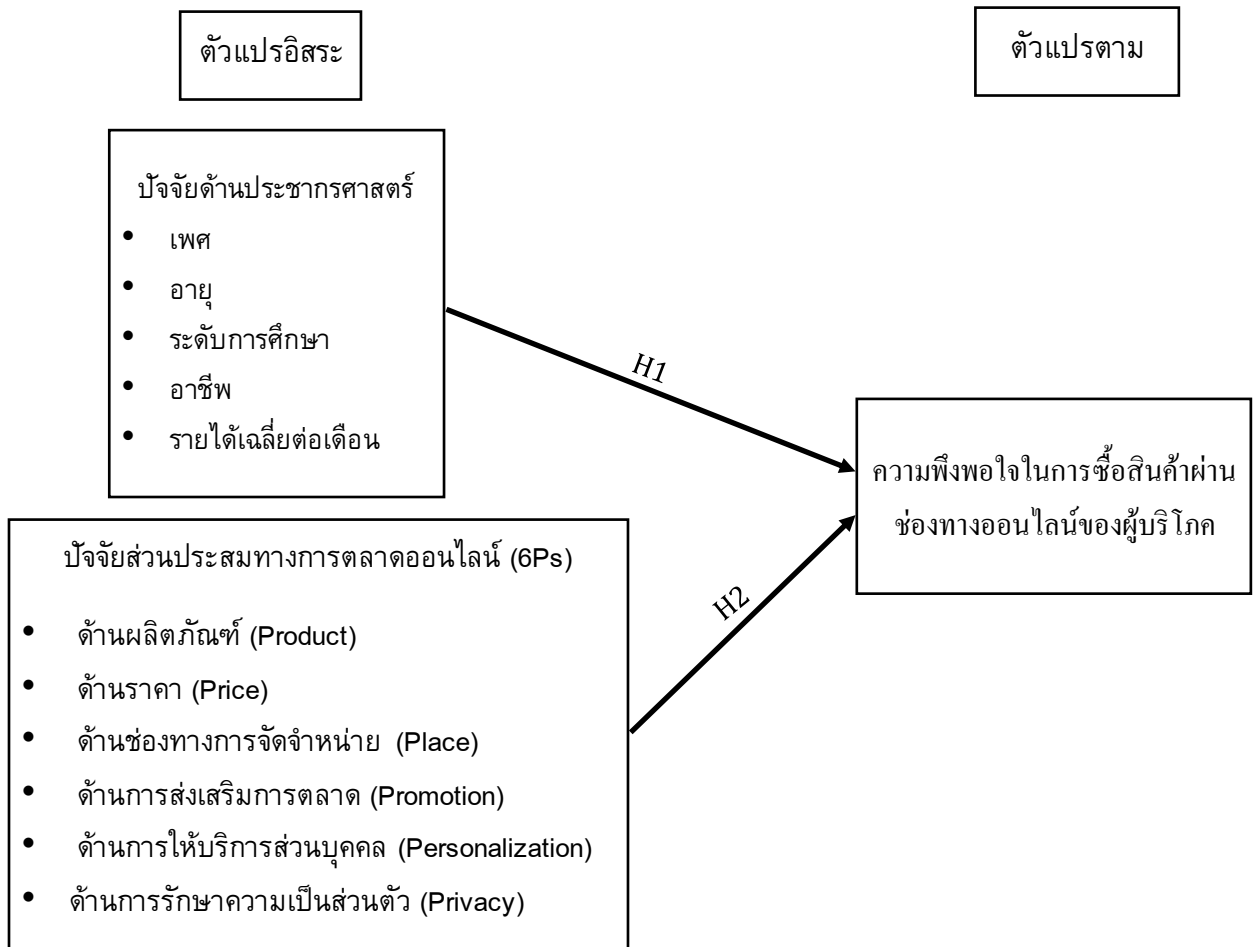 ตัวแปรอิสระ
ตัวแปรตาม
ปัจจัยด้านประชากรศาสตร์
• เพศ
• อายุ
• ระดับการศึกษา
• อาชีพ
• รายได้เฉลี่ยต่อเดือน
H1
ความพึงพอใจในการซื้อสินค้าผ่าน
ช่องทางออนไลน์ของผู้บริโภค
H2
ปัจจัยส่วนประสมทางการตลาดออนไลน์ (6Ps)
• ด้านผลิตภัณฑ์ (Product)
• ด้านราคา (Price)
• ด้านช่องทางการจัดจำหน่าย (Place)
• ด้านการส่งเสริมการตลาด (Promotion)
• ด้านการให้บริการส่วนบุคคล (Personalization)
• ด้านการรักษาความเป็นส่วนตัว (Privacy)